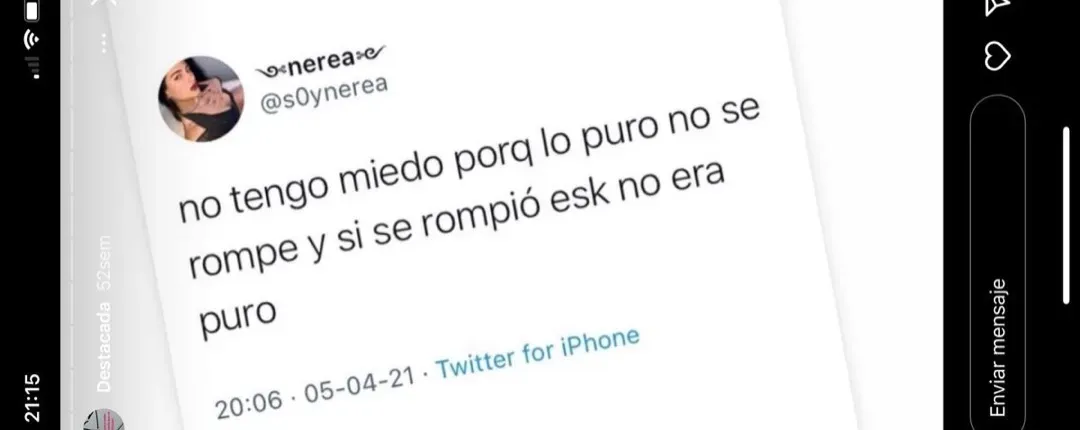 nerea
@s0ynerea
no tengo miedo porq lo puro no se
rompe y si se rompió esk no era
puro
20:06 · 05-04-21 · Twitter for iPhone
21:15
Destacada 52sem
Enviar mensaje